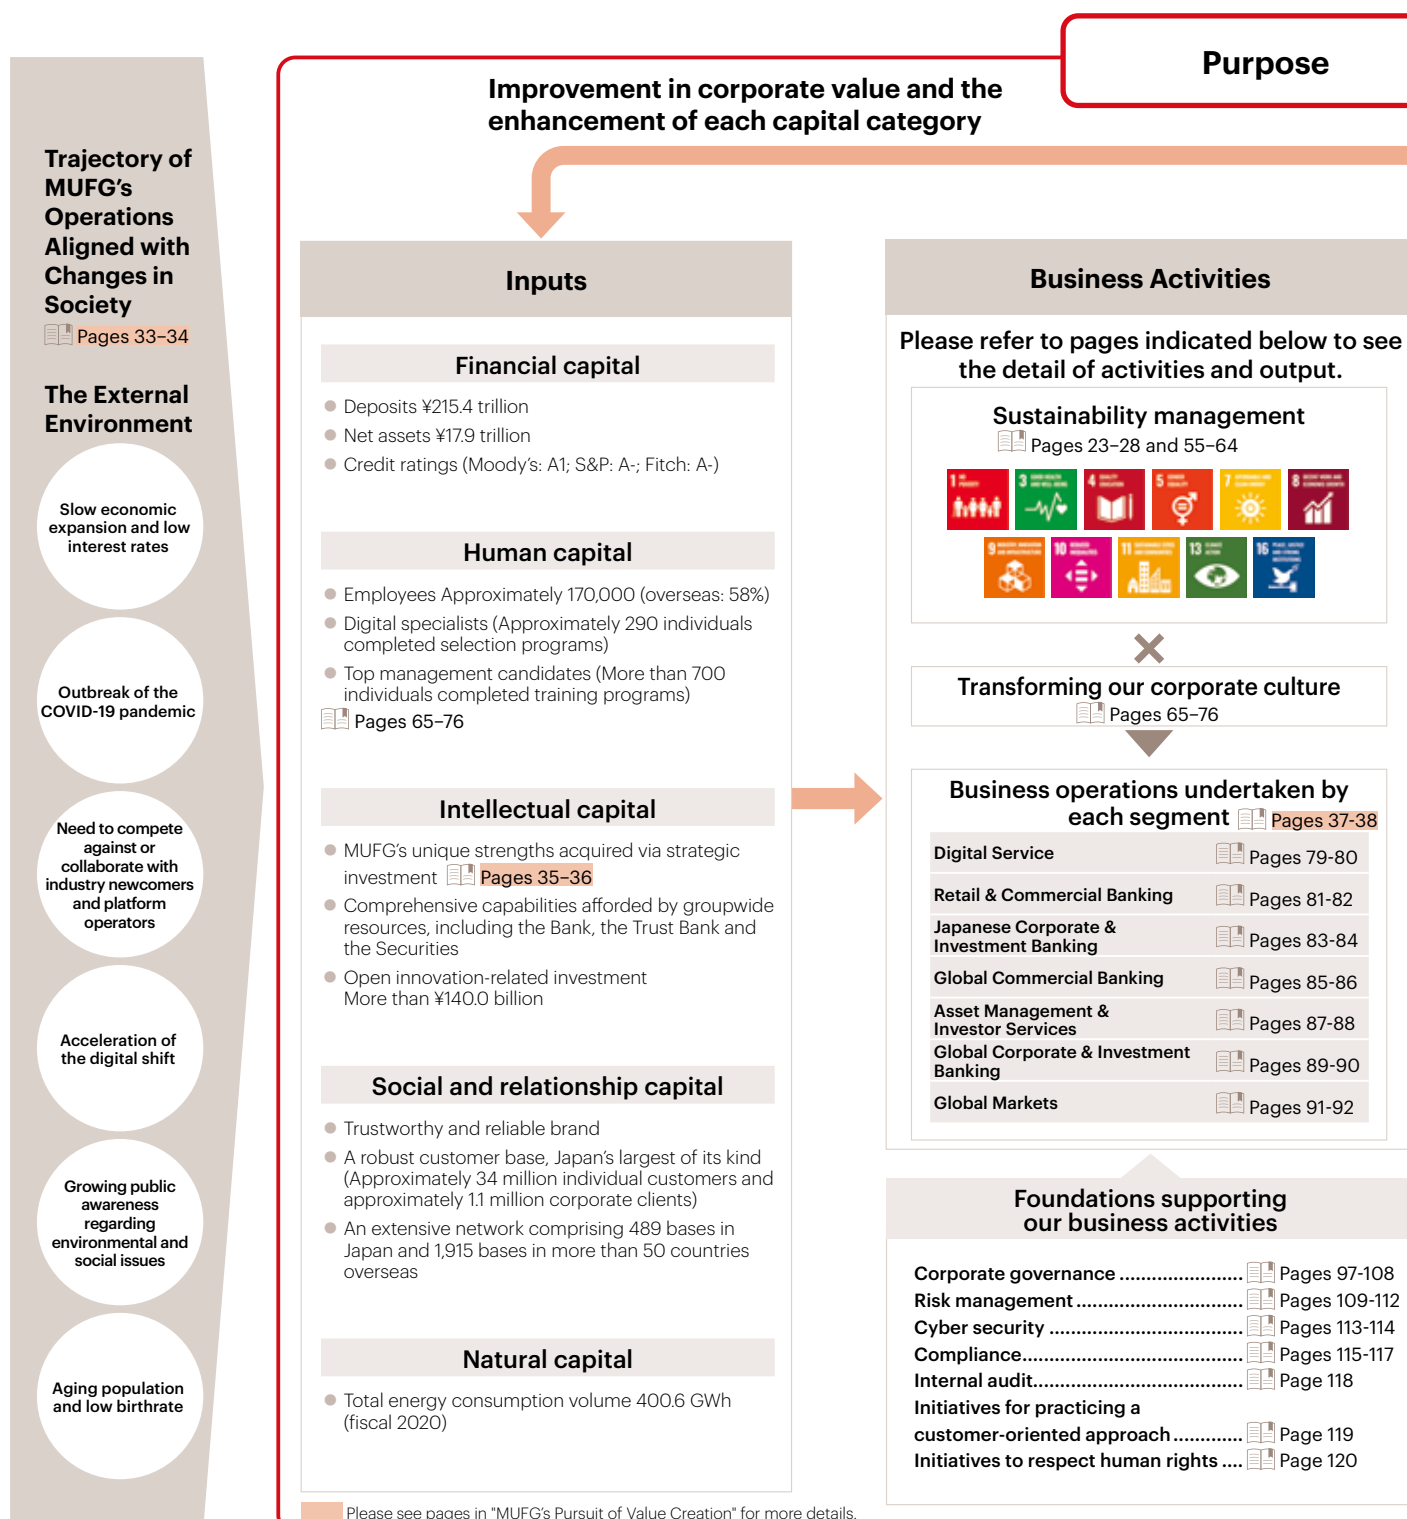 Purpose
Improvement in corporate value and the
enhancement of each capital category
Trajectory of
MUFG's
Operations
Aligned with
Changes in
Society
Pages 33–34
The External
Environment
Slow economic
expansion and low
interest rates
Outbreak of the
COVID-19 pandemic
Need to compete
against or
collaborate with
industry newcomers
and platform
operators
Acceleration of
the digital shift
Growing public
awareness
regarding
environmental and
social issues
Aging population
and low birthrate
Inputs
Financial capital
● Deposits ¥215.4 trillion
● Net assets ¥17.9 trillion
● Credit ratings (Moody's: A1; S&P: A-; Fitch: A-)
Human capital
● Employees Approximately 170,000 (overseas: 58%)
● Digital specialists (Approximately 290 individuals
completed selection programs)
● Top management candidates (More than 700
individuals completed training programs)
Pages 65–76
Intellectual capital
● MUFG's unique strengths acquired via strategic
investment Pages 35–36
● Comprehensive capabilities afforded by groupwide
resources, including the Bank, the Trust Bank and
the Securities
● Open innovation-related investment
More than ¥140.0 billion
Social and relationship capital
● Trustworthy and reliable brand
● A robust customer base, Japan's largest of its kind
(Approximately 34 million individual customers and
approximately 1.1 million corporate clients)
● An extensive network comprising 489 bases in
Japan and 1,915 bases in more than 50 countries
overseas
Natural capital
● Total energy consumption volume 400.6 GWh
(fiscal 2020)
Please see pages in "MUFG's Pursuit of Value Creation" for more details.
Business Activities
Please refer to pages indicated below to see
the detail of activities and output.
Sustainability management
Pages 23–28 and 55–64
1 3 4 5 7 8
9 10 11 13 16
Transforming our corporate culture
Pages 65–76
Business operations undertaken by
each segment Pages 37-38
Digital Service Pages 79-80
Retail & Commercial Banking Pages 81-82
Japanese Corporate &
Investment Banking Pages 83-84
Global Commercial Banking Pages 85-86
Asset Management &
Investor Services Pages 87-88
Global Corporate & Investment
Banking Pages 89-90
Global Markets Pages 91-92
Foundations supporting
our business activities
Corporate governance ........................ Pages 97-108
Risk management ................................ Pages 109-112
Cyber security ..................................... Pages 113-114
Compliance.......................................... Pages 115-117
Internal audit........................................ Page 118
Initiatives for practicing a
customer-oriented approach ............. Page 119
Initiatives to respect human rights .... Page 120